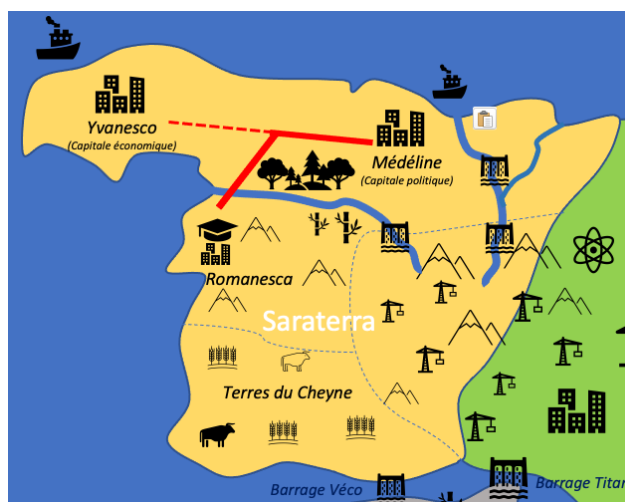 Yvanesco
(Capitale économique)
Médéline
(Capitale politique)
Romanesca
Saraterra
Terres du Cheyne
Barrage Véco
Barrage Titan